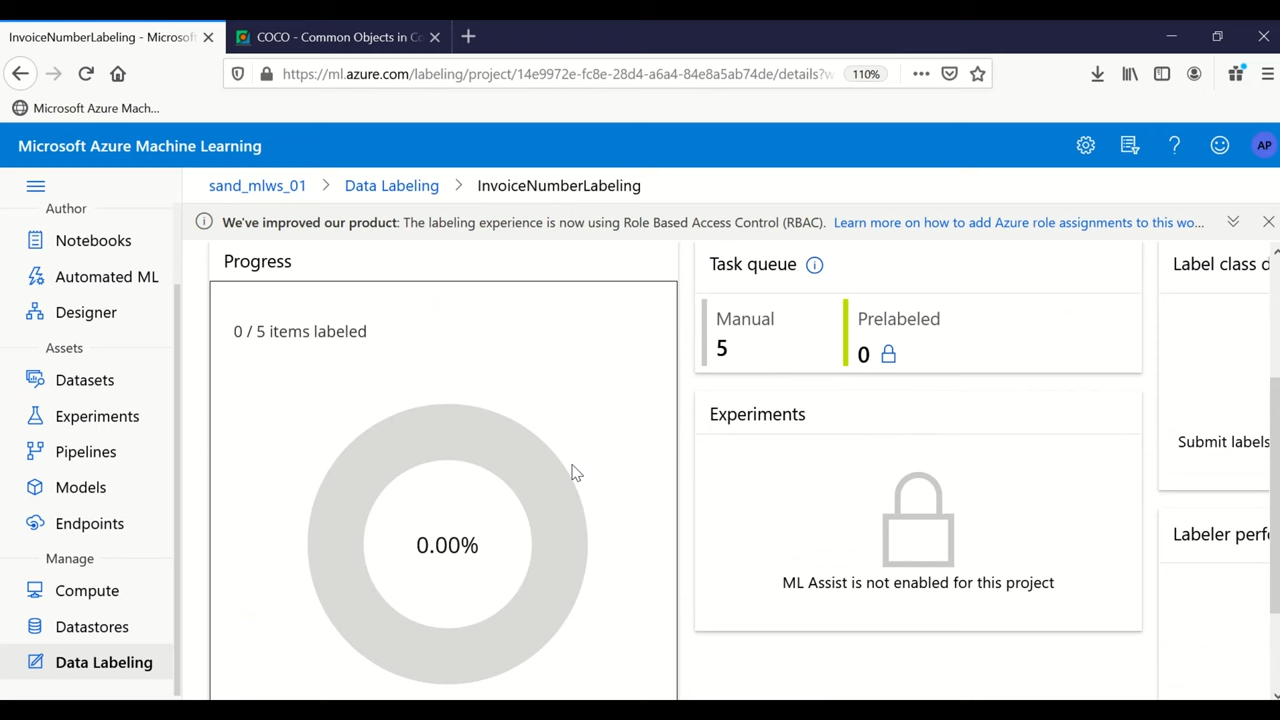 InvoiceNumberLabeling - Microsoft
COCO - Common Objects in Co
https://ml.azure.com/labeling/project/14e9972e-fc8e-28d4-a6a4-84e8a5ab74de/details?w
110%
Microsoft Azure Mach...
Microsoft Azure Machine Learning
AP
sand_mlws_01 > Data Labeling > InvoiceNumberLabeling
We've improved our product: The labeling experience is now using Role Based Access Control (RBAC). Learn more on how to add Azure role assignments to this wo...
Author
Notebooks
Automated ML
Designer
Assets
Datasets
Experiments
Pipelines
Models
Endpoints
Manage
Compute
Datastores
Data Labeling
Progress
0 / 5 items labeled
0.00%
Task queue
Manual
5
Prelabeled
0
Experiments
ML Assist is not enabled for this project
Label class d
Submit labels
Labeler perf